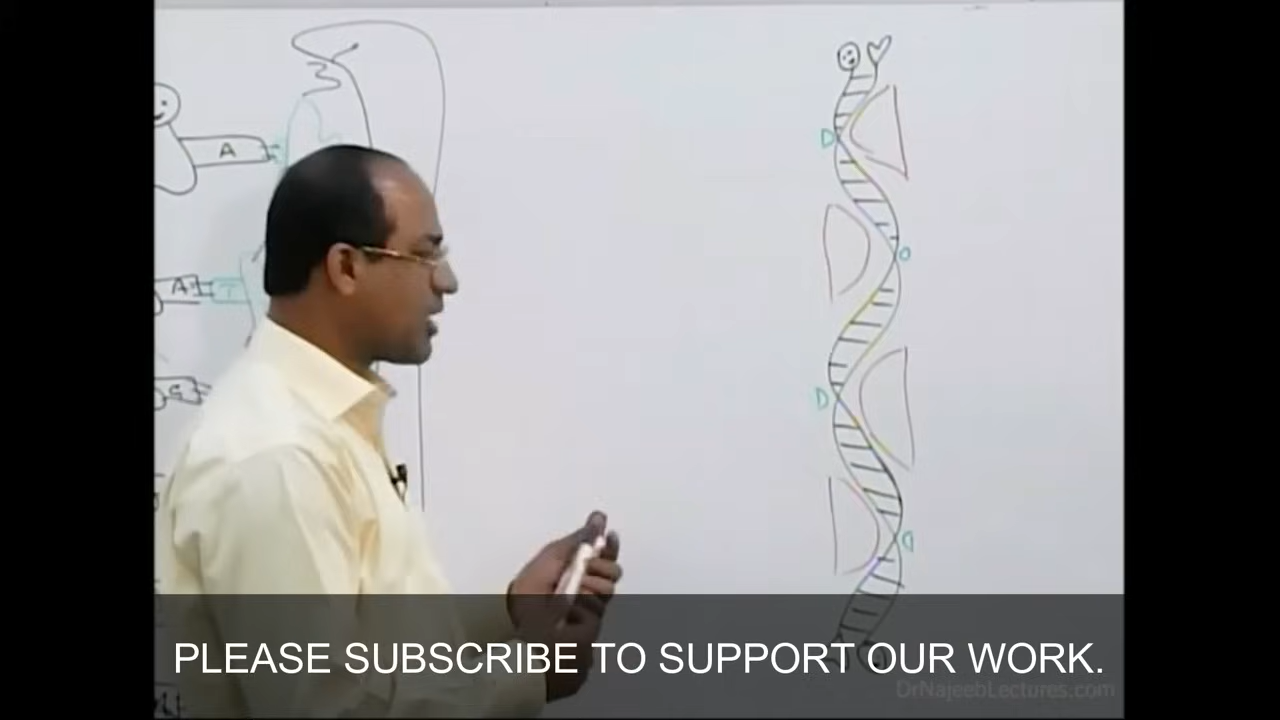 A
D
O
A T
G
D
D
PLEASE SUBSCRIBE TO SUPPORT OUR WORK.
DrNajeebLectures.com